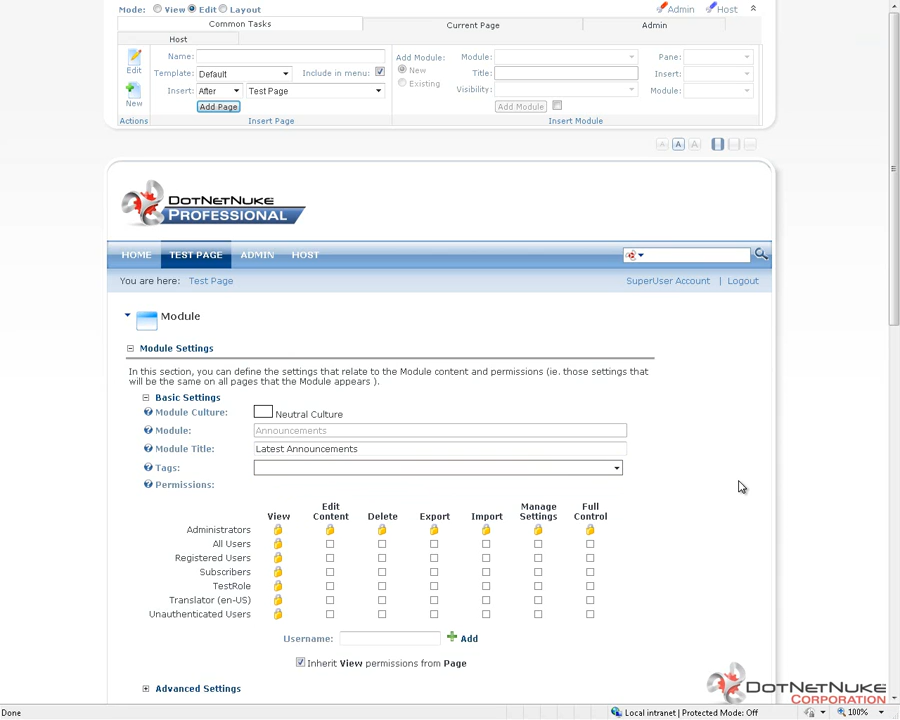 Mode: View Edit Layout Admin Host
Common Tasks Current Page Admin
Host
Name: Add Module: Module: Pane:
Edit Template: Default Include in menu: New Title: Insert:
Insert: After Test Page Existing Visibility: Module:
New Add Page Add Module
Actions Insert Page Insert Module
A A A
DOTNETNUKE
PROFESSIONAL
HOME TEST PAGE ADMIN HOST
You are here: Test Page SuperUser Account | Logout
Module
Module Settings
In this section, you can define the settings that relate to the Module content and permissions (ie. those settings that
will be the same on all pages that the Module appears ).
Basic Settings
Module Culture: Neutral Culture
Module: Announcements
Module Title: Latest Announcements
Tags:
Permissions:
View Edit Content Delete Export Import Manage Settings Full Control
Administrators
All Users
Registered Users
Subscribers
TestRole
Translator (en-US)
Unauthenticated Users
Username: Add
Inherit View permissions from Page
Advanced Settings
DOTNETNUKE
CORPORATION
Done Local intranet | Protected Mode: Off 100%